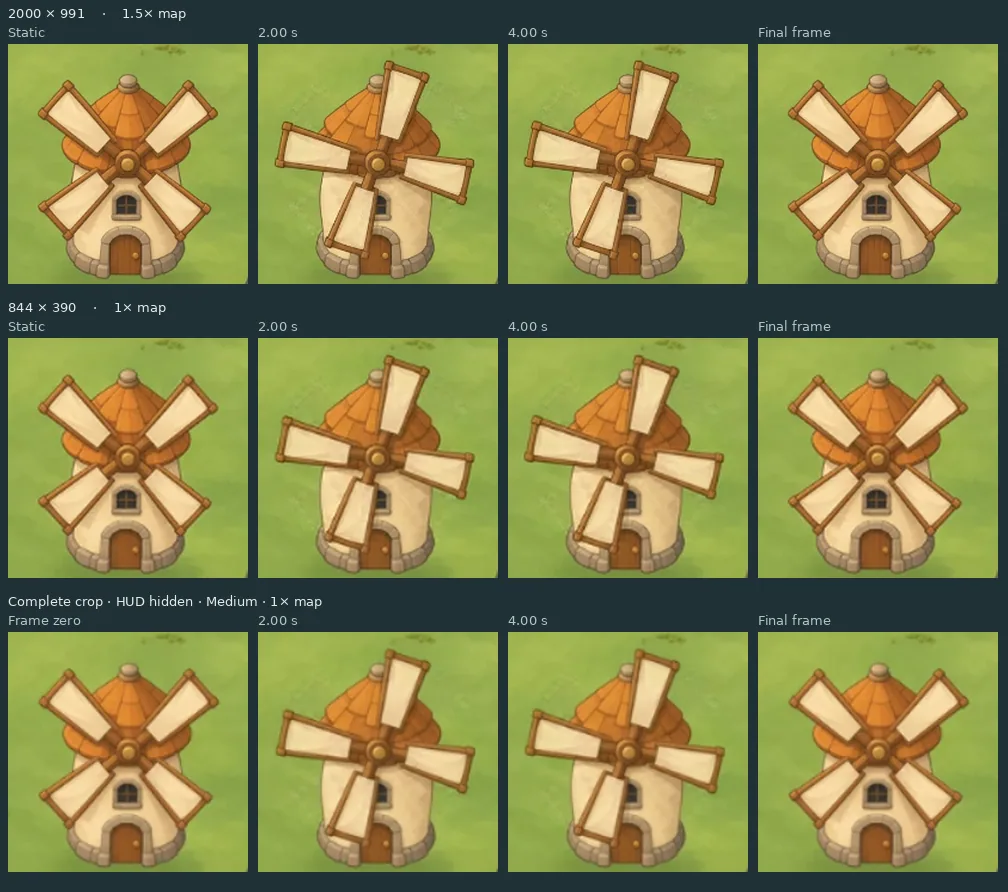 2000 × 991 · 1.5× map
Static 2.00 s 4.00 s Final frame
844 × 390 · 1× map
Static 2.00 s 4.00 s Final frame
Complete crop · HUD hidden · Medium · 1× map
Frame zero 2.00 s 4.00 s Final frame